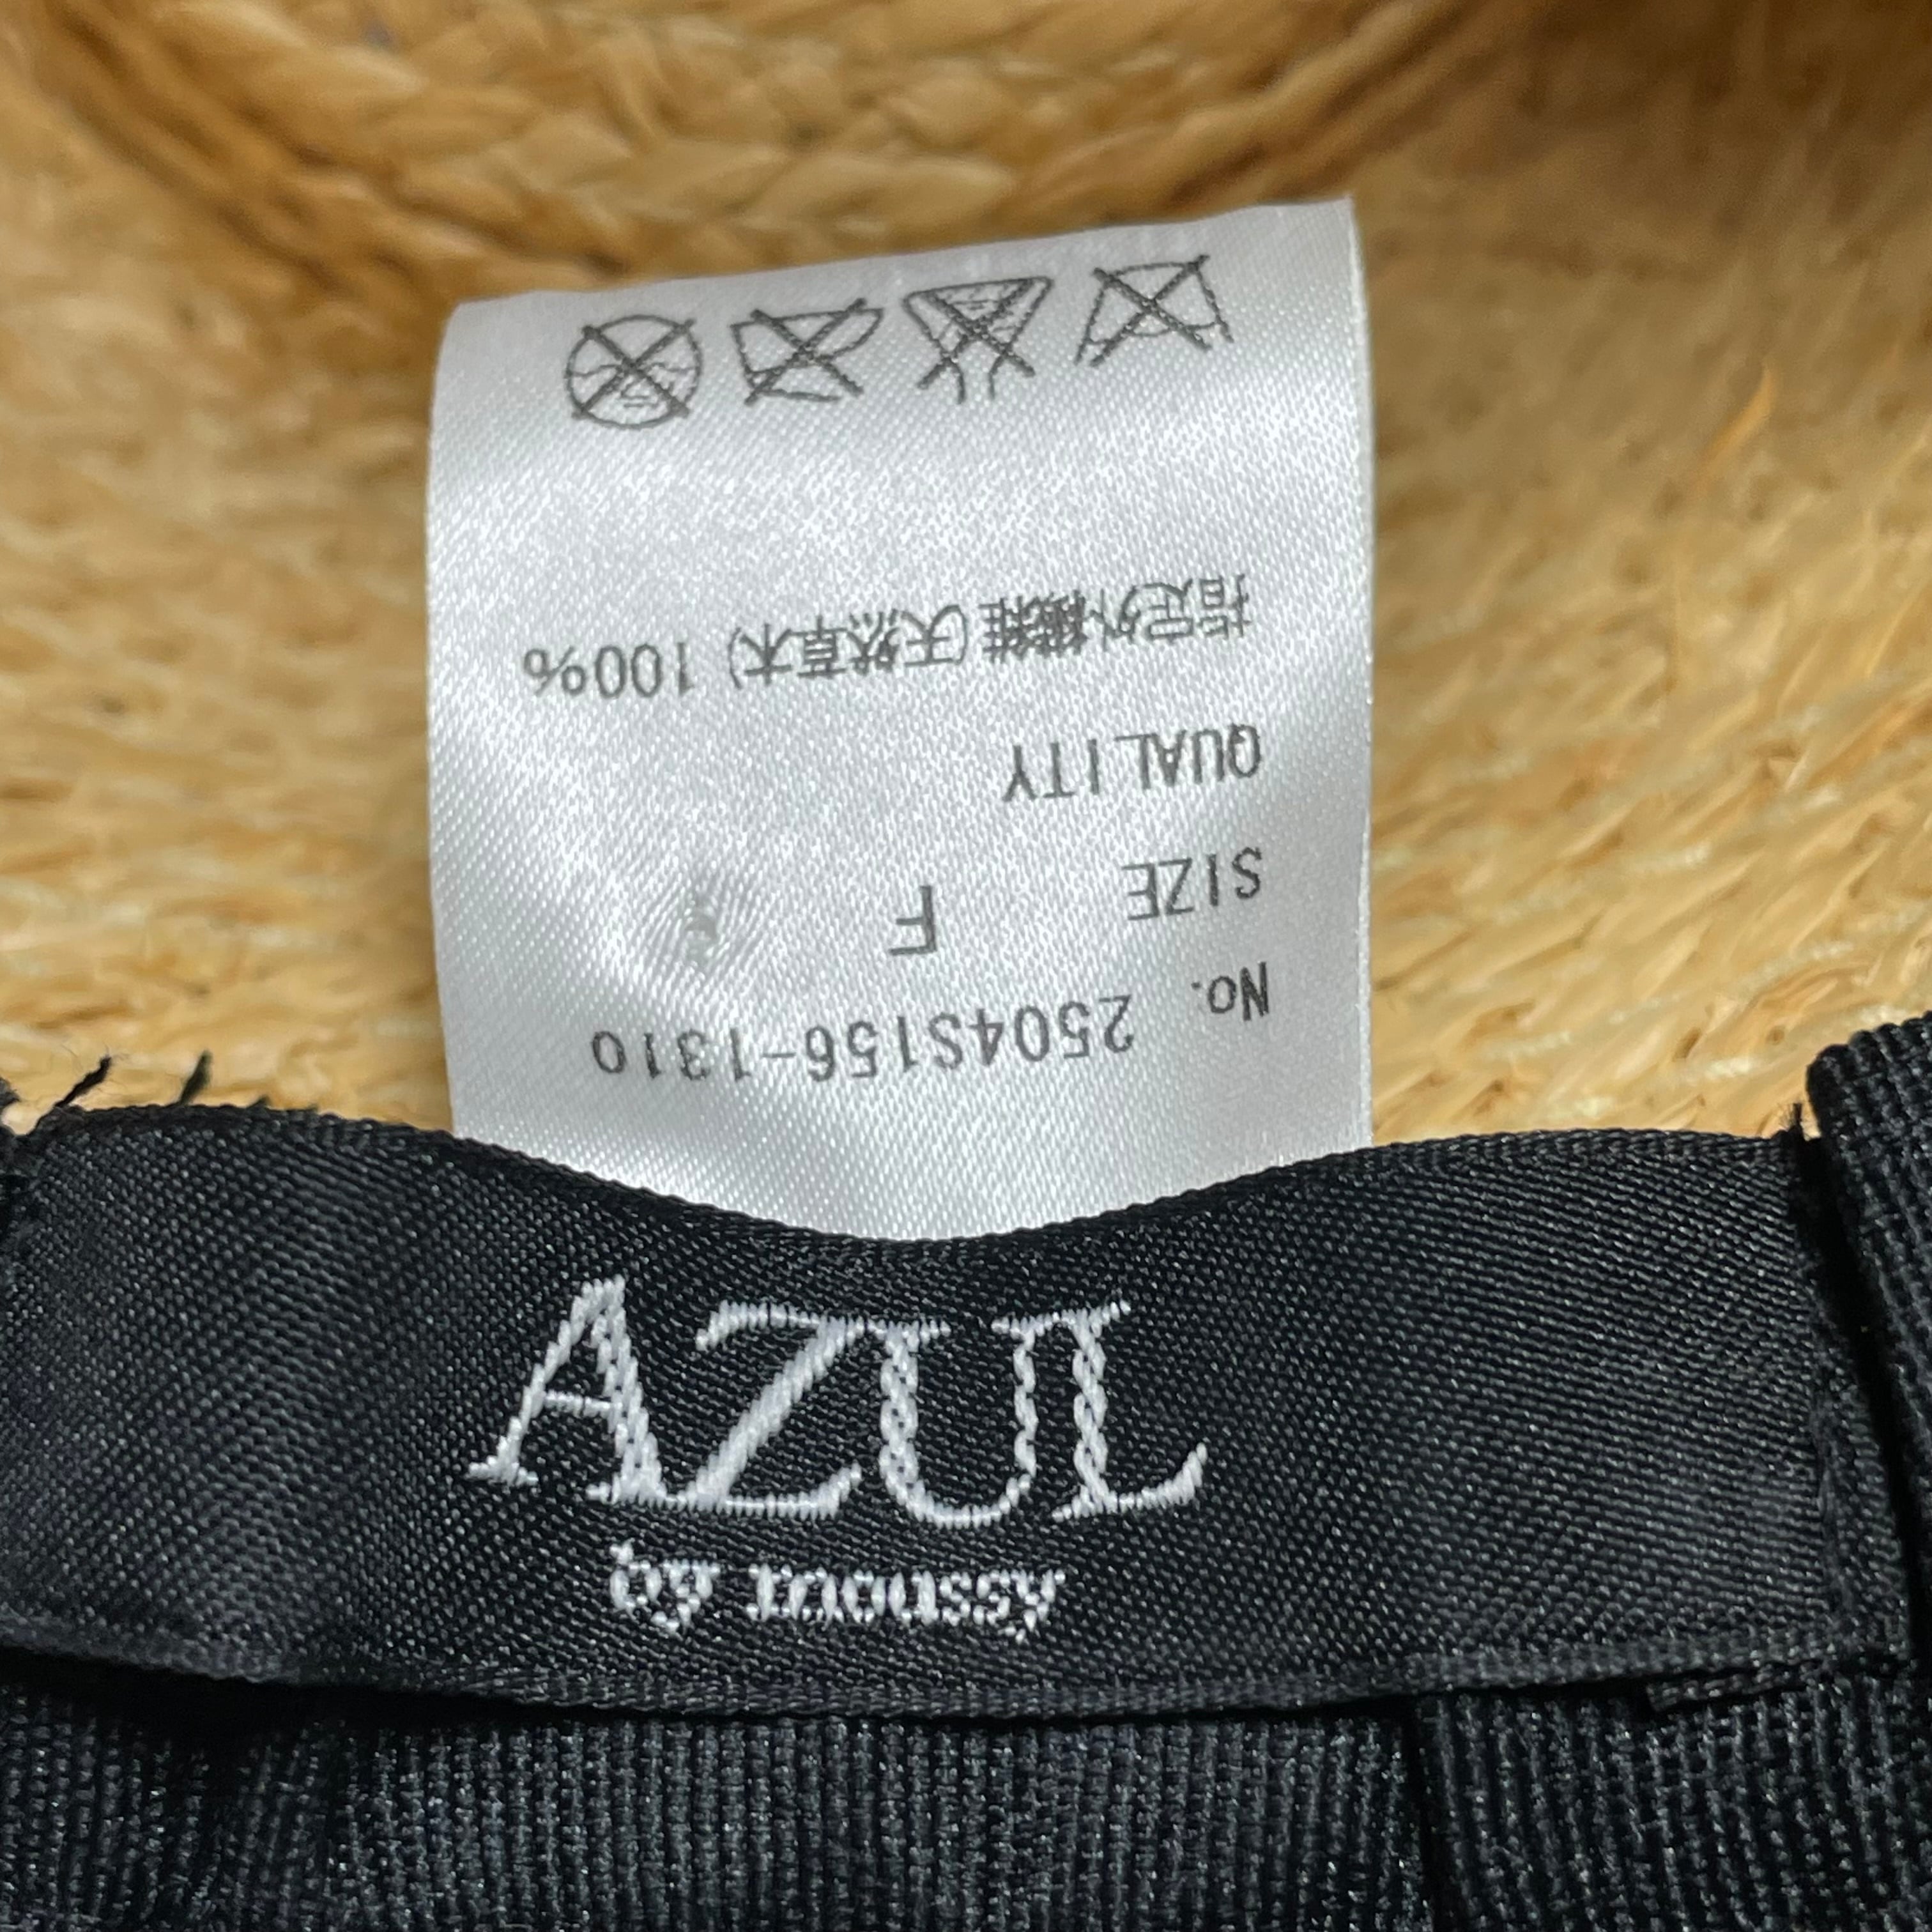 No. 2504S156-1310
SIZE F
QUALITY
指定外繊維(天然草木) 100%
AZUL
by moussy